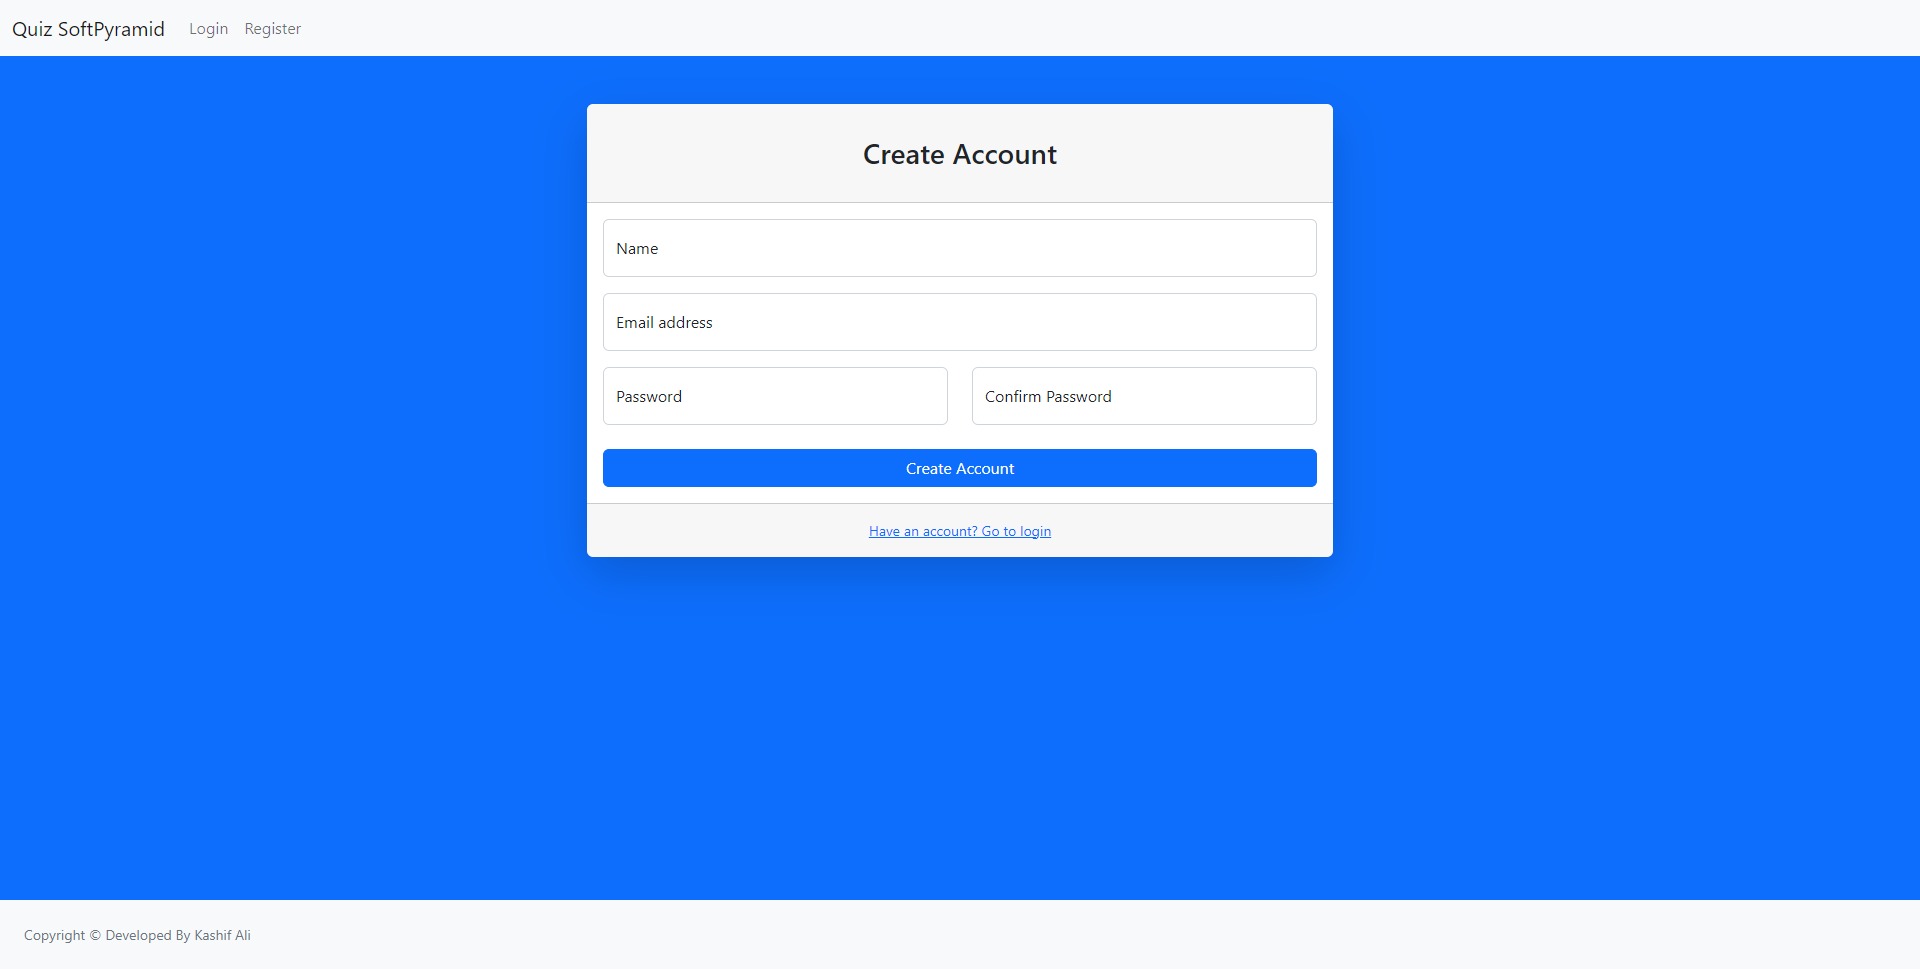 Quiz SoftPyramid Login Register
Create Account
Name
Email address
Password Confirm Password
Create Account
Have an account? Go to login
Copyright © Developed By Kashif Ali